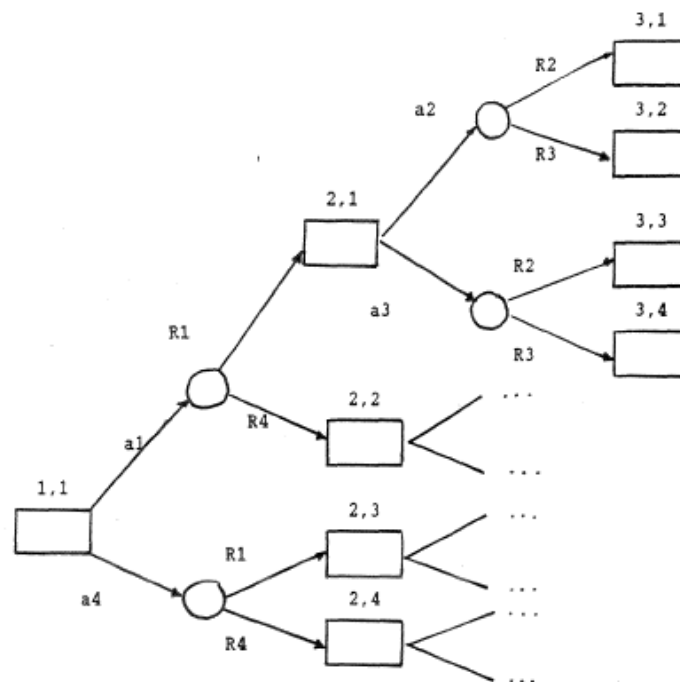 3,1
R2
a2
3,2
R3
2,1
3,3
R2
a3
3,4
R1
R3
2,2
...
R4
a1
...
1,1
2,3
...
R1
a4
2,4
...
...
R4
...